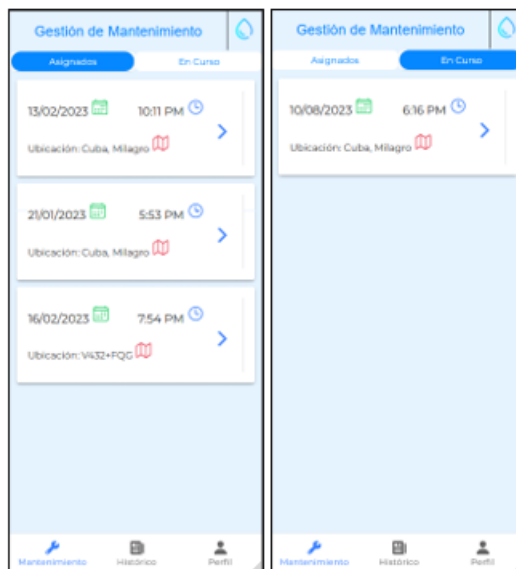 Gestión de Mantenimiento
Asignados En Curso
13/02/2023 10:11 PM
Ubicación: Cuba, Milagro
21/01/2023 5:53 PM
Ubicación: Cuba, Milagro
16/02/2023 7:54 PM
Ubicación: V432+FQG
Mantenimiento Histórico Perfil
Gestión de Mantenimiento
Asignados En Curso
10/08/2023 6:16 PM
Ubicación: Cuba, Milagro
Mantenimiento Histórico Perfil